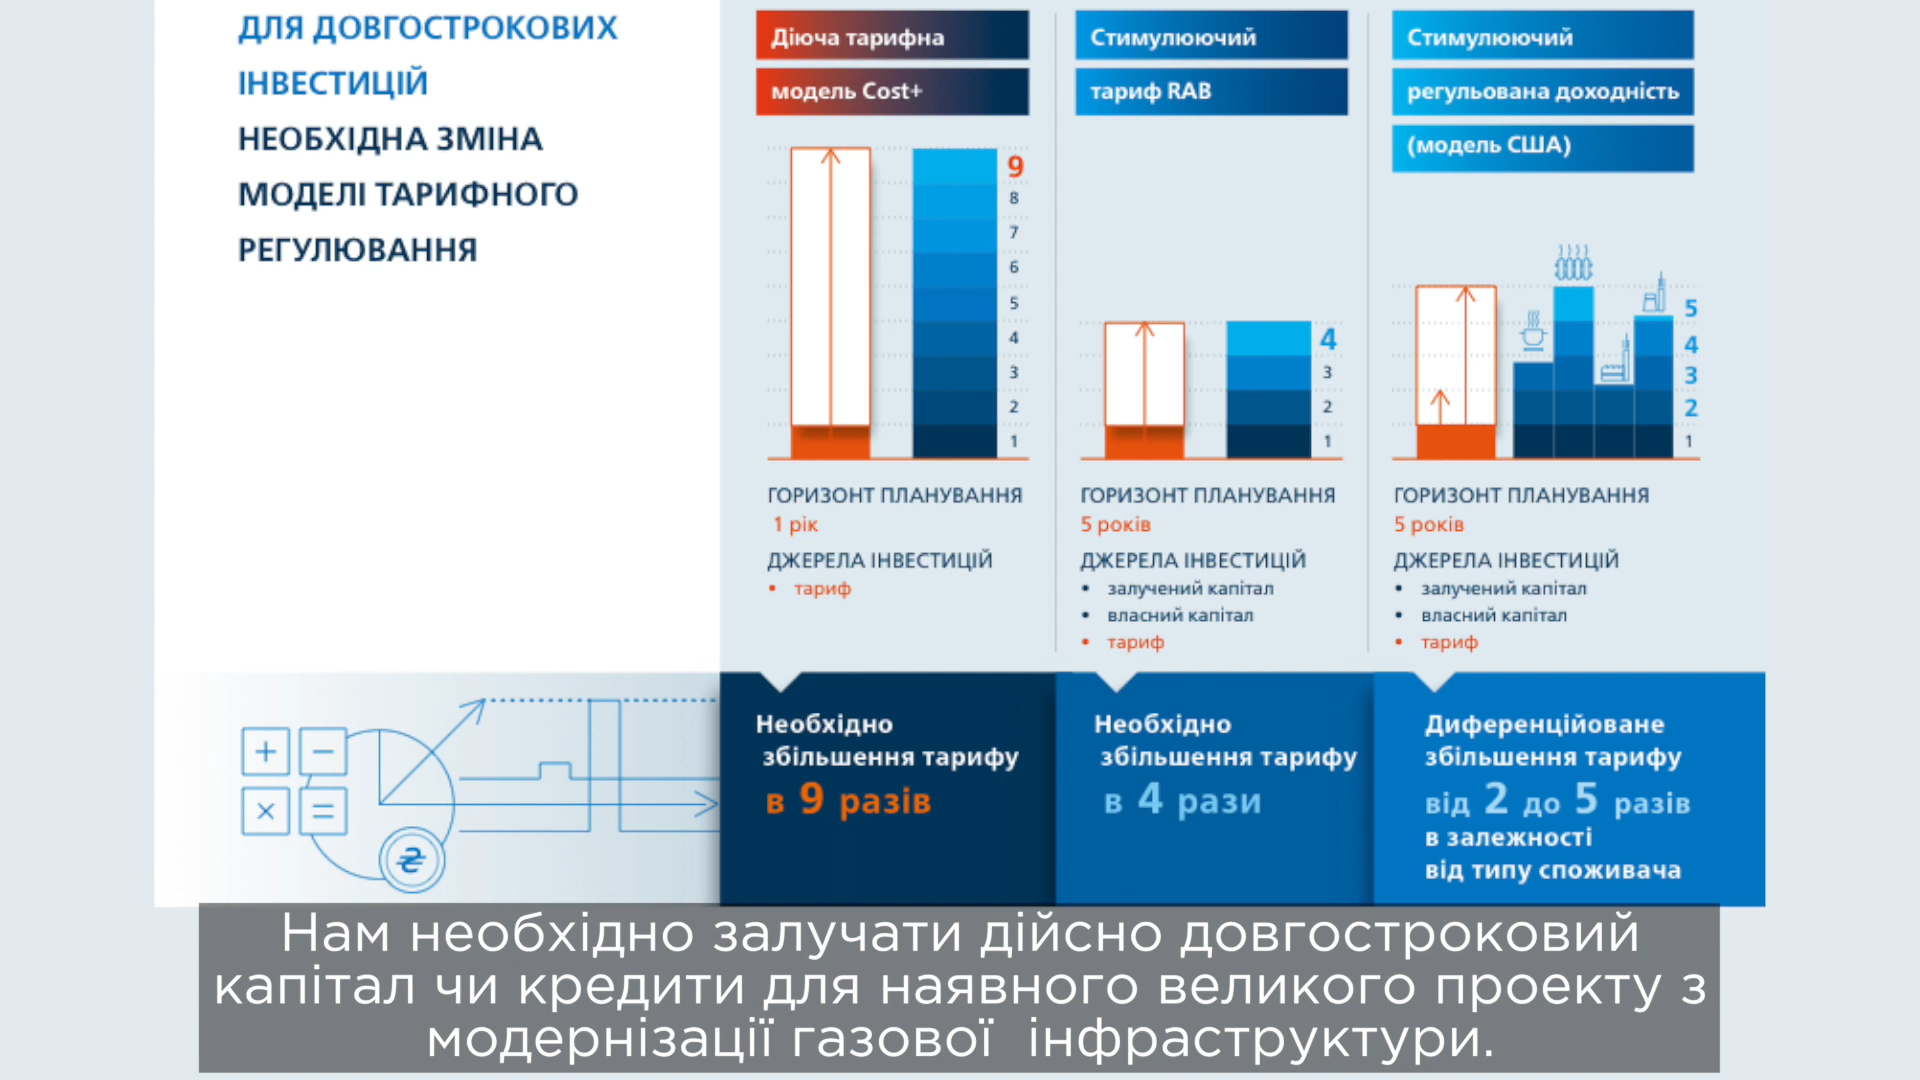 ДЛЯ ДОВГОСТРОКОВИХ
ІНВЕСТИЦІЙ
НЕОБХІДНА ЗМІНА
МОДЕЛІ ТАРИФНОГО
РЕГУЛЮВАННЯ
Діюча тарифна
модель Cost+
9
8
7
6
5
4
3
2
1
ГОРИЗОНТ ПЛАНУВАННЯ
1 рік
ДЖЕРЕЛА ІНВЕСТИЦІЙ
• тариф
Стимулюючий
тариф RAB
4
3
2
1
ГОРИЗОНТ ПЛАНУВАННЯ
5 років
ДЖЕРЕЛА ІНВЕСТИЦІЙ
• залучений капітал
• власний капітал
• тариф
Стимулюючий
регульована доходність
(модель США)
5
4
3
2
1
ГОРИЗОНТ ПЛАНУВАННЯ
5 років
ДЖЕРЕЛА ІНВЕСТИЦІЙ
• залучений капітал
• власний капітал
• тариф
+ −
× =
₴
Необхідно
збільшення тарифу
в 9 разів
Необхідно
збільшення тарифу
в 4 рази
Диференційоване
збільшення тарифу
від 2 до 5 разів
в залежності
від типу споживача
Нам необхідно залучати дійсно довгостроковий
капітал чи кредити для наявного великого проекту з
модернізації газової інфраструктури.